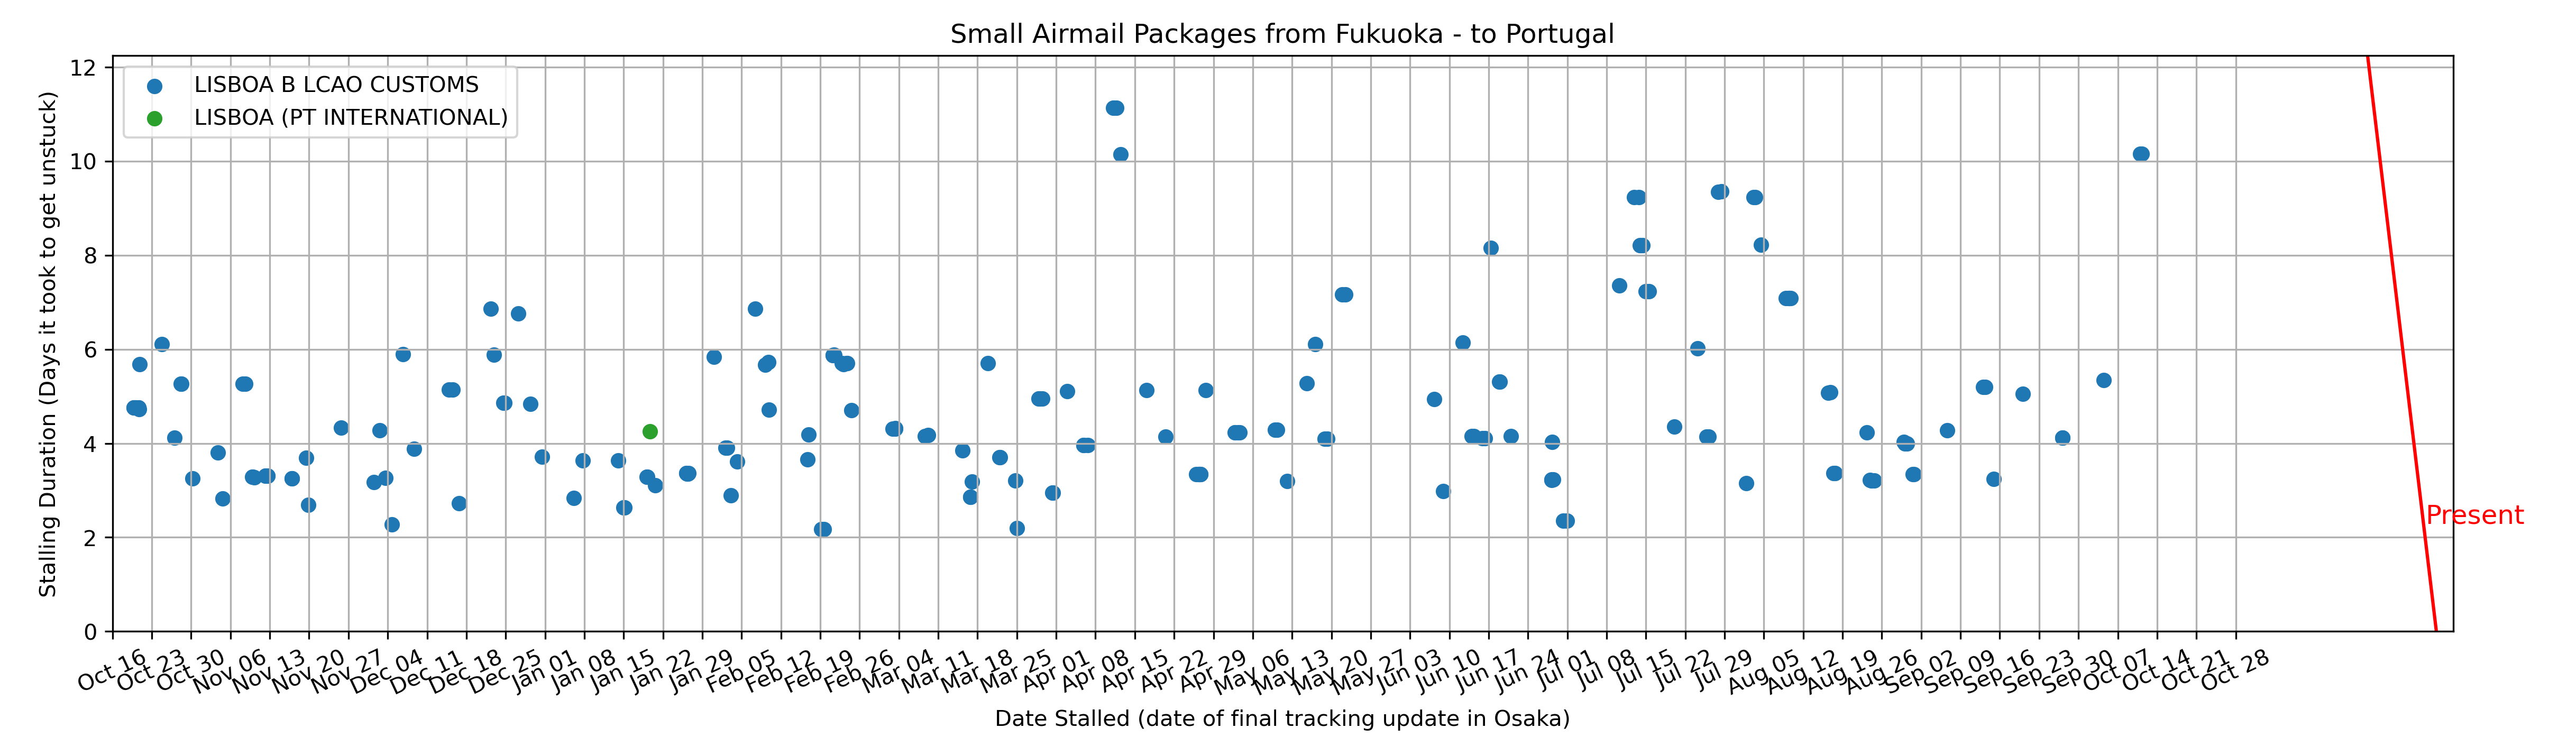 Small Airmail Packages from Fukuoka - to Portugal
LISBOA B LCAO CUSTOMS
LISBOA (PT INTERNATIONAL)
Stalling Duration (Days it took to get unstuck)
12
10
8
6
4
2
0
Present
Oct 16
Oct 23
Oct 30
Nov 06
Nov 13
Nov 20
Nov 27
Dec 04
Dec 11
Dec 18
Dec 25
Jan 01
Jan 08
Jan 15
Jan 22
Jan 29
Feb 05
Feb 12
Feb 19
Feb 26
Mar 04
Mar 11
Mar 18
Mar 25
Apr 01
Apr 08
Apr 15
Apr 22
Apr 29
May 06
May 13
May 20
May 27
Jun 03
Jun 10
Jun 17
Jun 24
Jul 01
Jul 08
Jul 15
Jul 22
Jul 29
Aug 05
Aug 12
Aug 19
Aug 26
Sep 02
Sep 09
Sep 16
Sep 23
Sep 30
Oct 07
Oct 14
Oct 21
Oct 28
Date Stalled (date of final tracking update in Osaka)